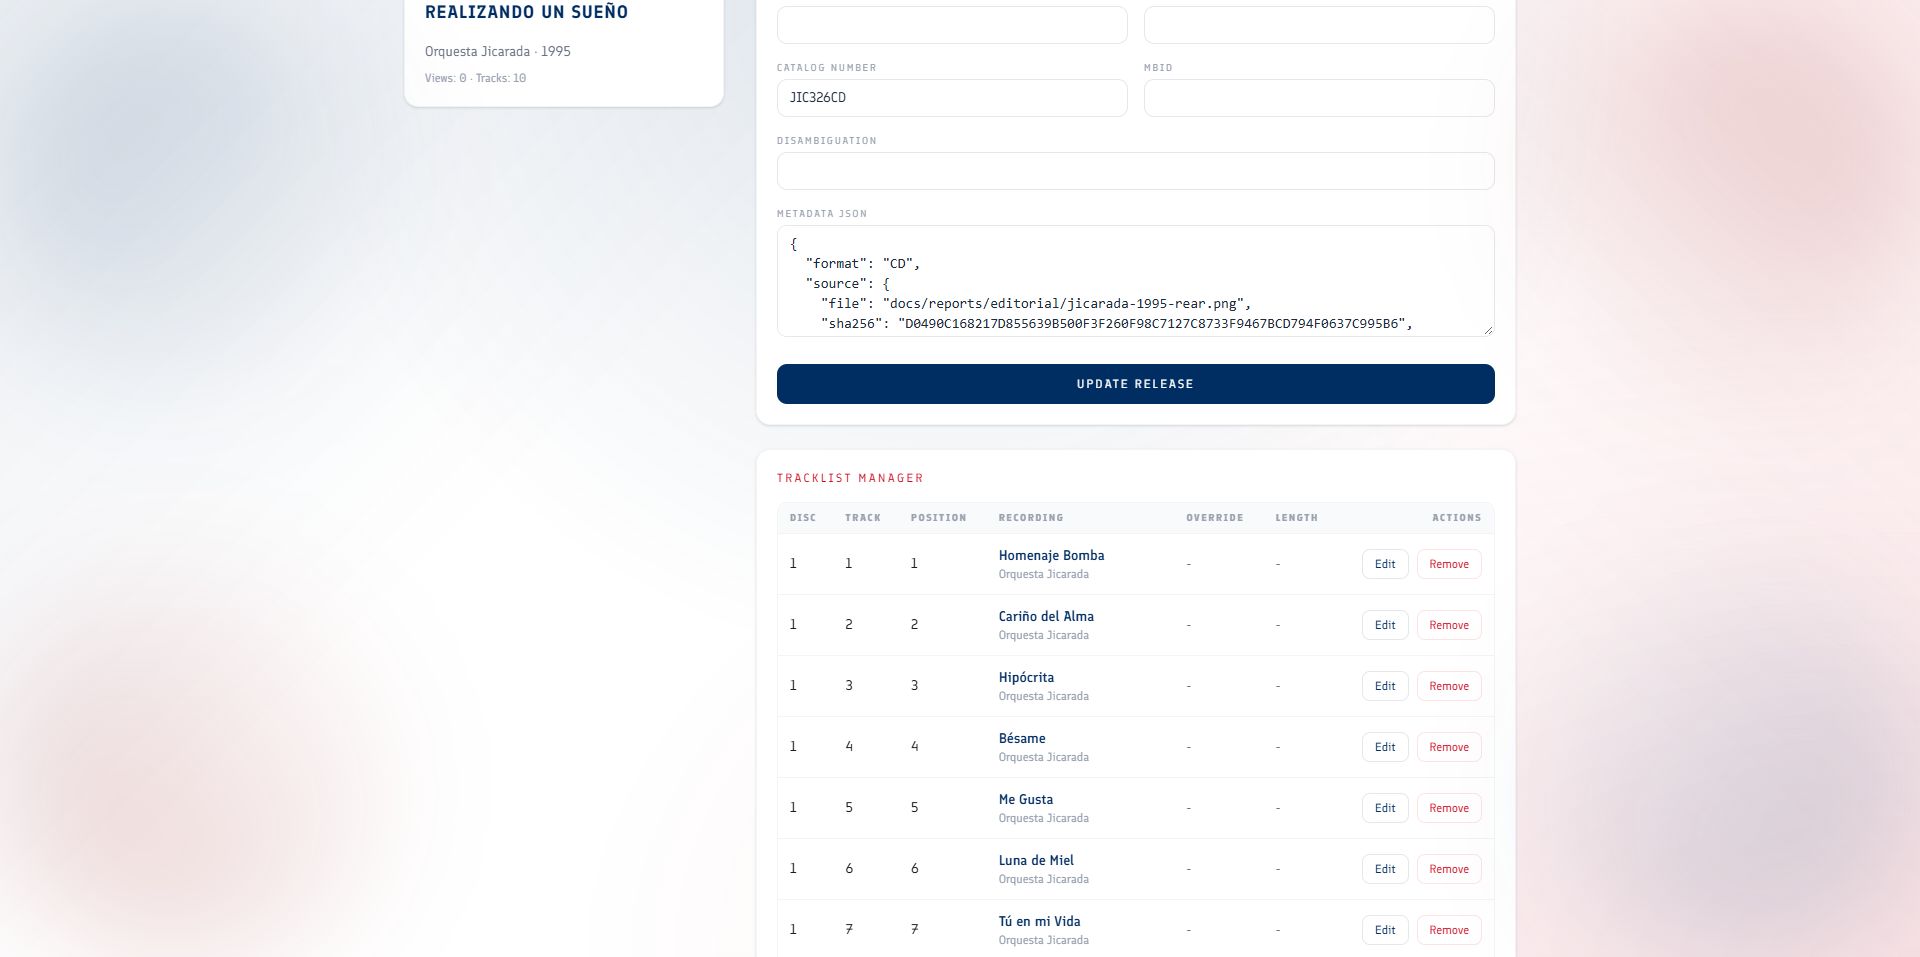 REALIZANDO UN SUEÑO
Orquesta Jicarada · 1995
Views: 0 · Tracks: 10
CATALOG NUMBER
MBID
JIC326CD
DISAMBIGUATION
METADATA JSON
{
"format": "CD",
"source": {
"file": "docs/reports/editorial/jicarada-1995-rear.png",
"sha256": "D0490C168217D855639B500F3F260F98C7127C8733F9467BCD794F0637C995B6",
UPDATE RELEASE
TRACKLIST MANAGER
DISC TRACK POSITION RECORDING OVERRIDE LENGTH ACTIONS
1 1 1 Homenaje Bomba - - Edit Remove
Orquesta Jicarada
1 2 2 Cariño del Alma - - Edit Remove
Orquesta Jicarada
1 3 3 Hipócrita - - Edit Remove
Orquesta Jicarada
1 4 4 Bésame - - Edit Remove
Orquesta Jicarada
1 5 5 Me Gusta - - Edit Remove
Orquesta Jicarada
1 6 6 Luna de Miel - - Edit Remove
Orquesta Jicarada
1 7 7 Tú en mi Vida - - Edit Remove
Orquesta Jicarada